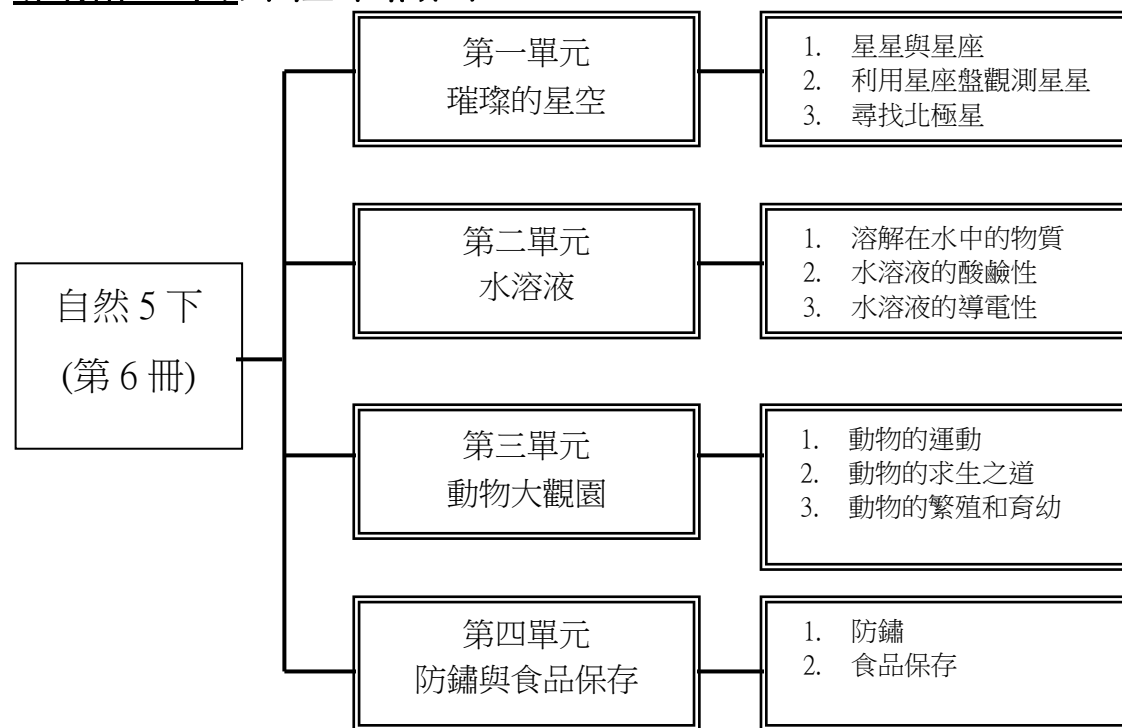 自然 5 下
(第 6 冊)
第一單元
璀璨的星空
1. 星星與星座
2. 利用星座盤觀測星星
3. 尋找北極星
第二單元
水溶液
1. 溶解在水中的物質
2. 水溶液的酸鹼性
3. 水溶液的導電性
第三單元
動物大觀園
1. 動物的運動
2. 動物的求生之道
3. 動物的繁殖和育幼
第四單元
防鏽與食品保存
1. 防鏽
2. 食品保存